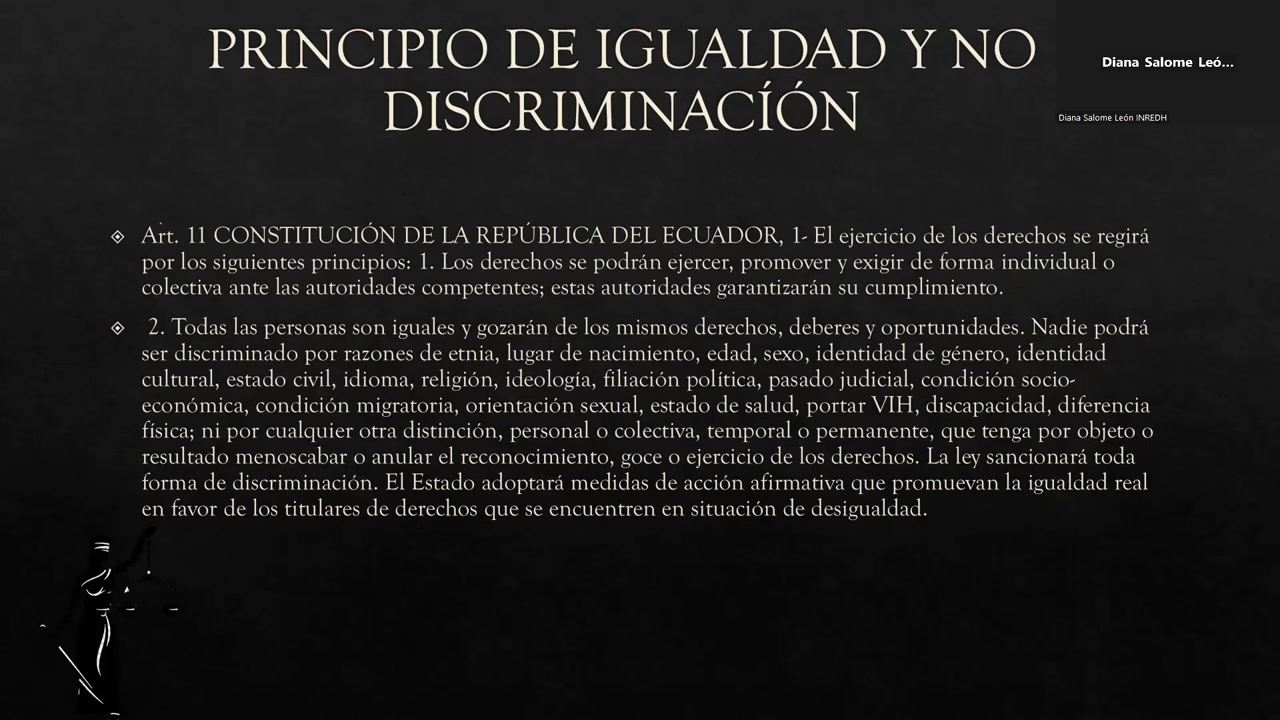 PRINCIPIO DE IGUALDAD Y NO
DISCRIMINACÍÓN
Diana Salome Leó...
Diana Salome León INREDH
Art. 11 CONSTITUCIÓN DE LA REPÚBLICA DEL ECUADOR, 1- El ejercicio de los derechos se regirá
por los siguientes principios: 1. Los derechos se podrán ejercer, promover y exigir de forma individual o
colectiva ante las autoridades competentes; estas autoridades garantizarán su cumplimiento.
2. Todas las personas son iguales y gozarán de los mismos derechos, deberes y oportunidades. Nadie podrá
ser discriminado por razones de etnia, lugar de nacimiento, edad, sexo, identidad de género, identidad
cultural, estado civil, idioma, religión, ideología, filiación política, pasado judicial, condición socio-
económica, condición migratoria, orientación sexual, estado de salud, portar VIH, discapacidad, diferencia
física; ni por cualquier otra distinción, personal o colectiva, temporal o permanente, que tenga por objeto o
resultado menoscabar o anular el reconocimiento, goce o ejercicio de los derechos. La ley sancionará toda
forma de discriminación. El Estado adoptará medidas de acción afirmativa que promuevan la igualdad real
en favor de los titulares de derechos que se encuentren en situación de desigualdad.